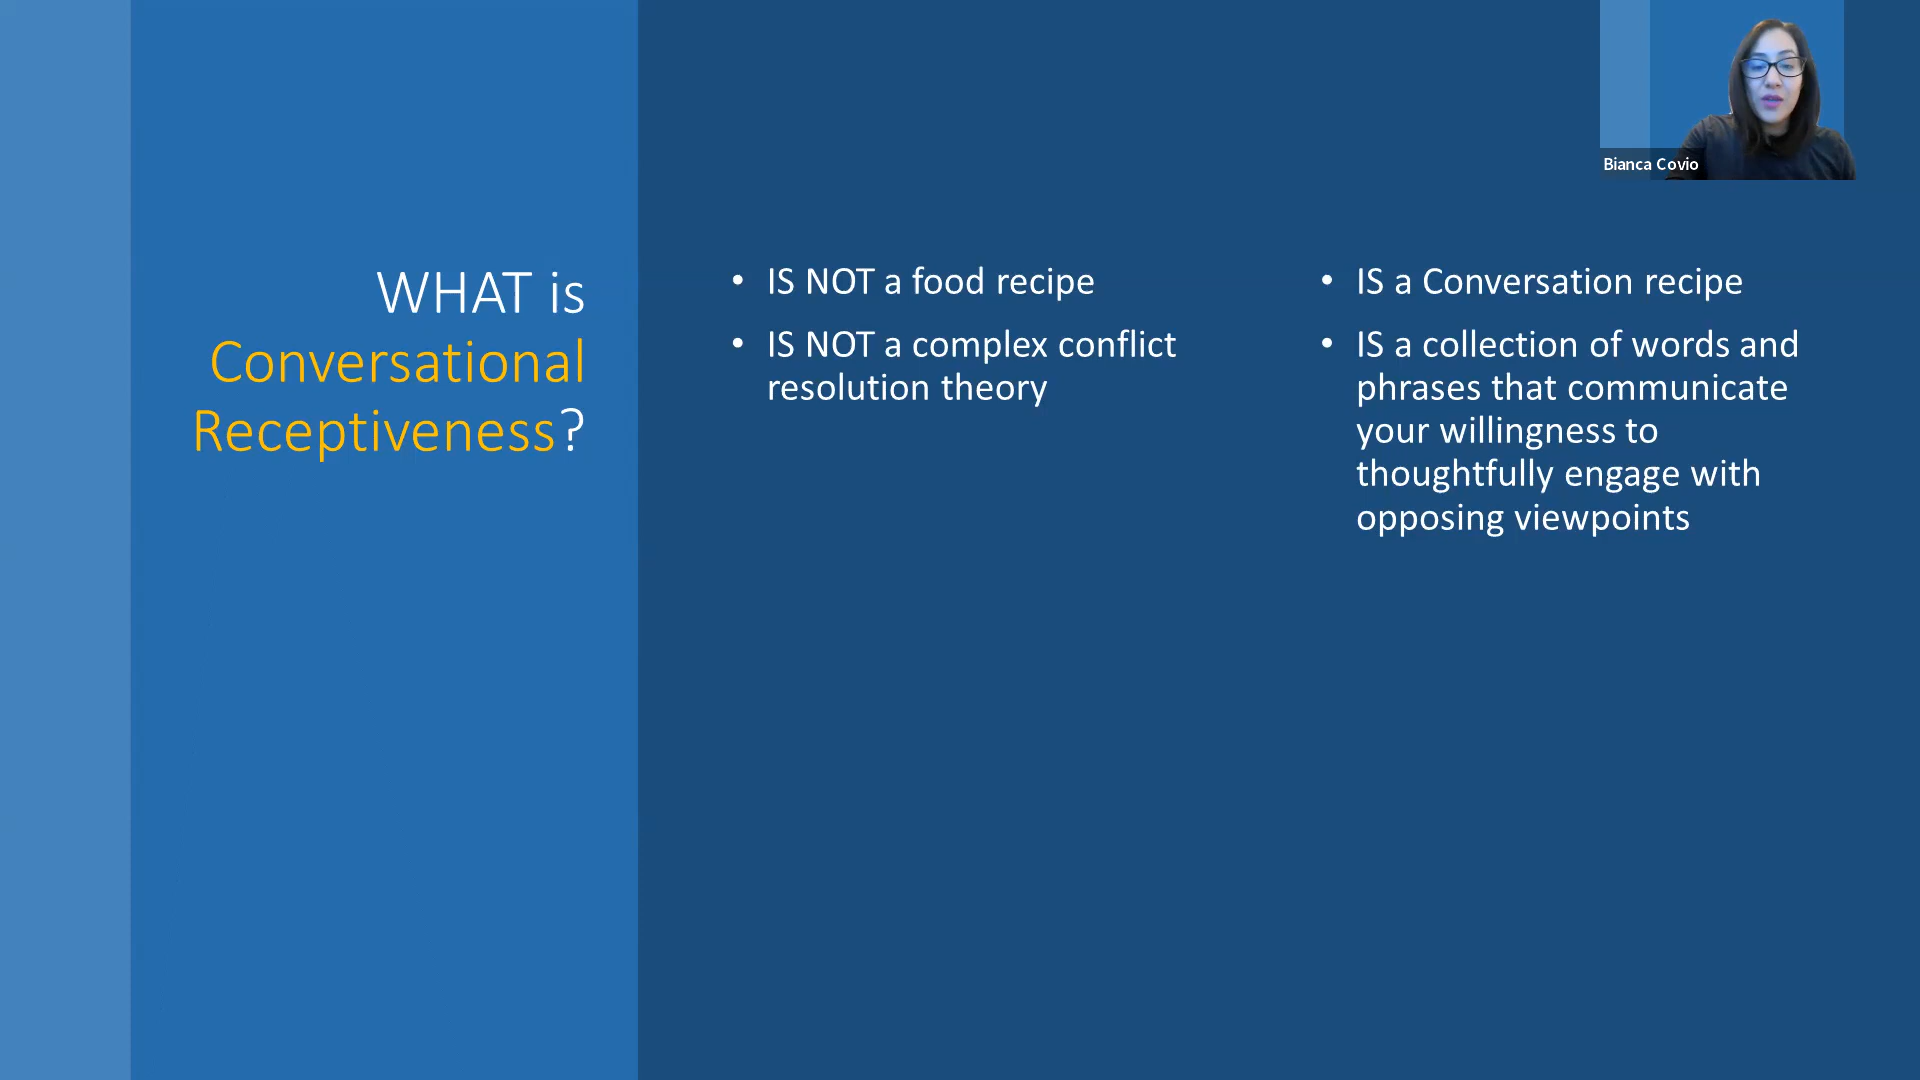 WHAT is
Conversational
Receptiveness?
• IS NOT a food recipe
• IS NOT a complex conflict
resolution theory
• IS a Conversation recipe
• IS a collection of words and
phrases that communicate
your willingness to
thoughtfully engage with
opposing viewpoints
Bianca Covio